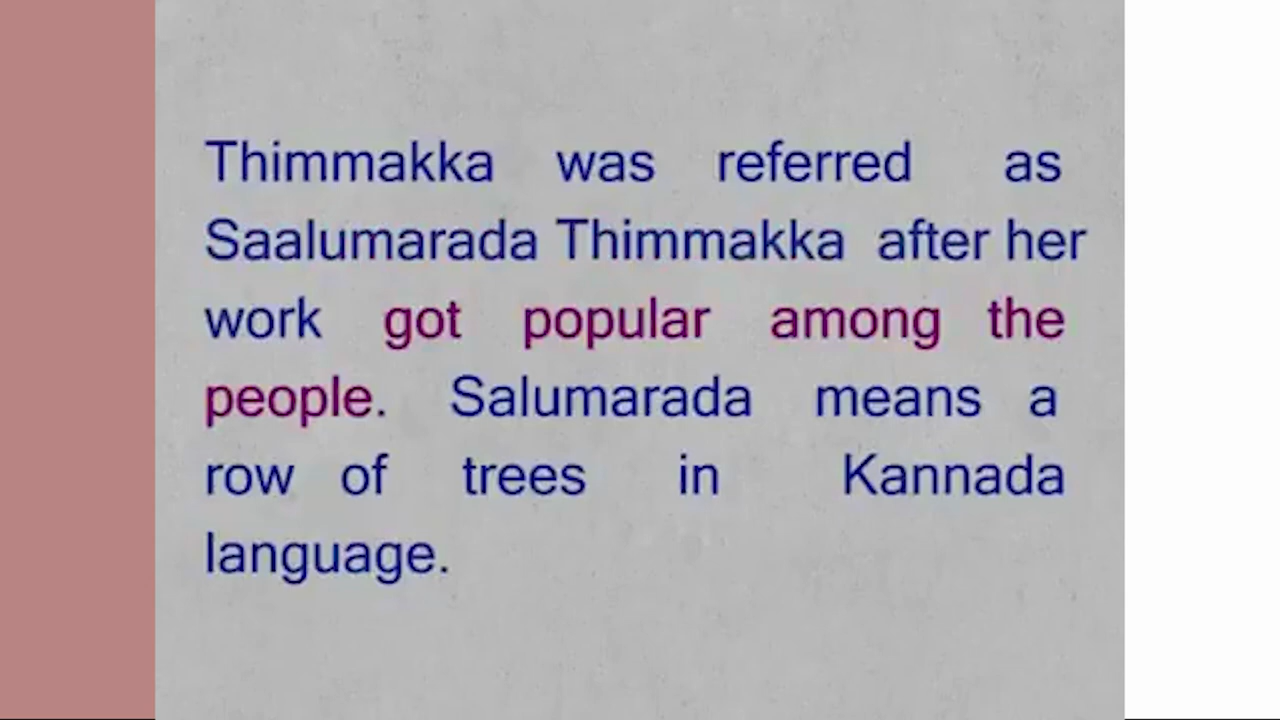 Thimmakka was referred as
Saalumarada Thimmakka after her
work got popular among the
people. Salumarada means a
row of trees in Kannada
language.